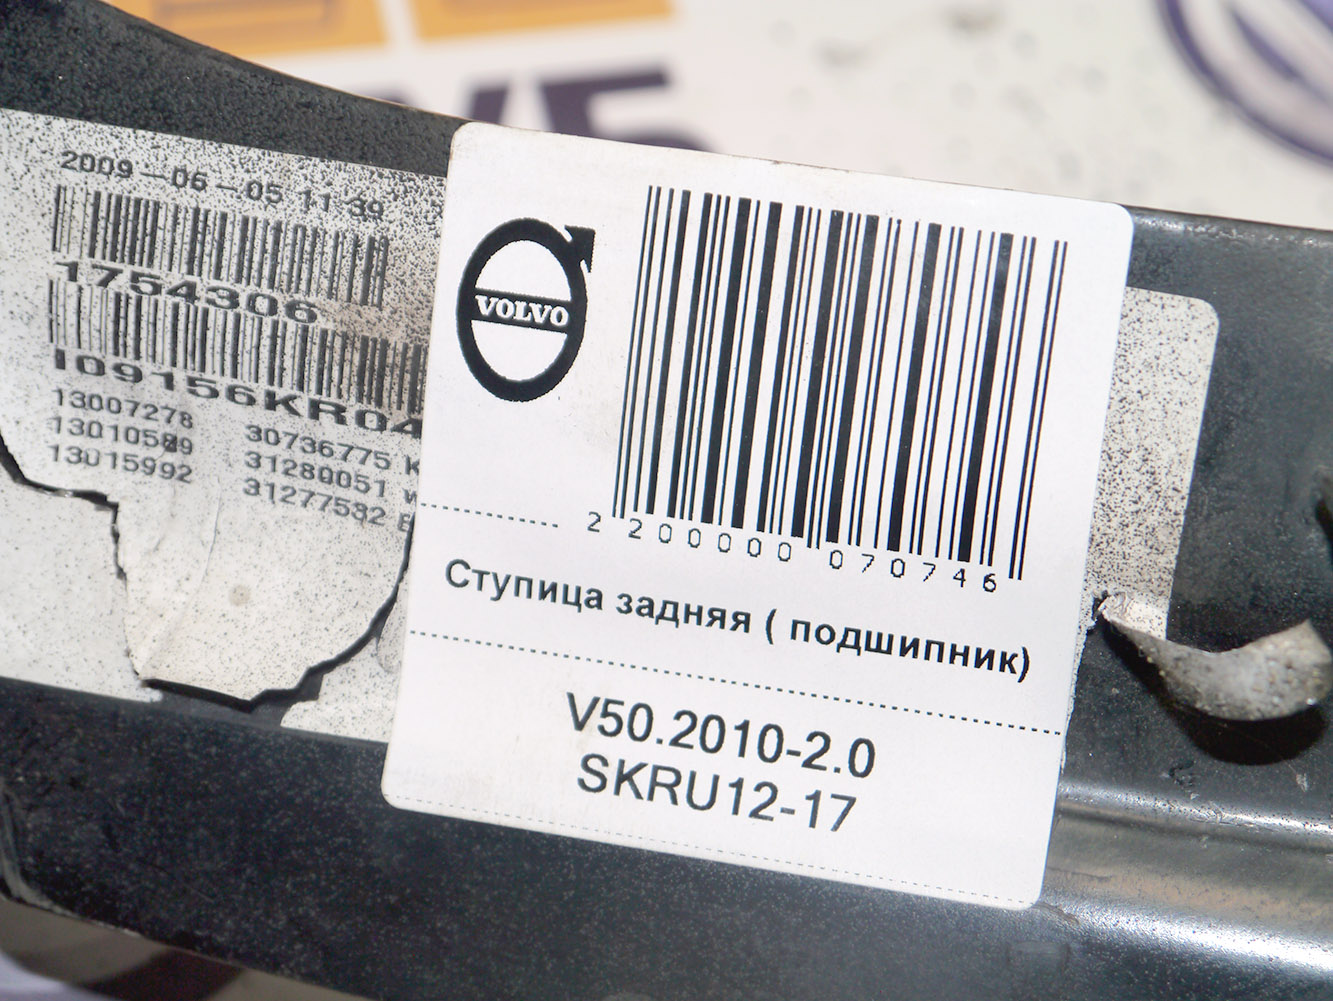 2009-06-05 11:39
1754306
I09156KR04
13007278
13010589
13015992
30736775 K
31280051
31277532
VOLVO
2 200000 070746
Ступица задняя ( подшипник)
V50.2010-2.0
SKRU12-17